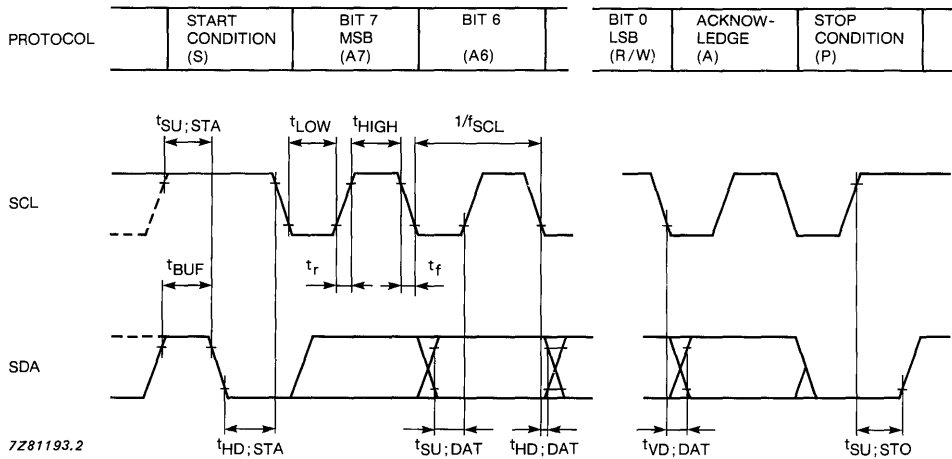 PROTOCOL
START
CONDITION
(S)
BIT 7
MSB
(A7)
BIT 6
(A6)
BIT 0
LSB
(R/W)
ACKNOW-
LEDGE
(A)
STOP
CONDITION
(P)
tSU;STA
tLOW
tHIGH
1/fSCL
SCL
tBUF
tr
tf
SDA
tHD;STA
tSU;DAT
tHD;DAT
tVD;DAT
tSU;STO
7Z81193.2